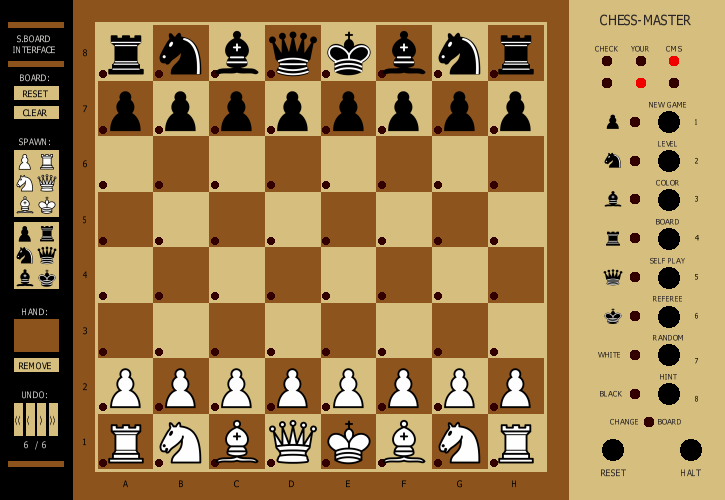 S.BOARD
INTERFACE
BOARD:
RESET
CLEAR
SPAWN:
HAND:
REMOVE
UNDO:
6 / 6
8
7
6
5
4
3
2
1
A B C D E F G H
CHESS-MASTER
CHECK YOUR CMS
NEW GAME
1
LEVEL
2
COLOR
3
BOARD
4
SELF PLAY
5
REFEREE
6
RANDOM
WHITE 7
HINT
BLACK 8
CHANGE BOARD
RESET HALT